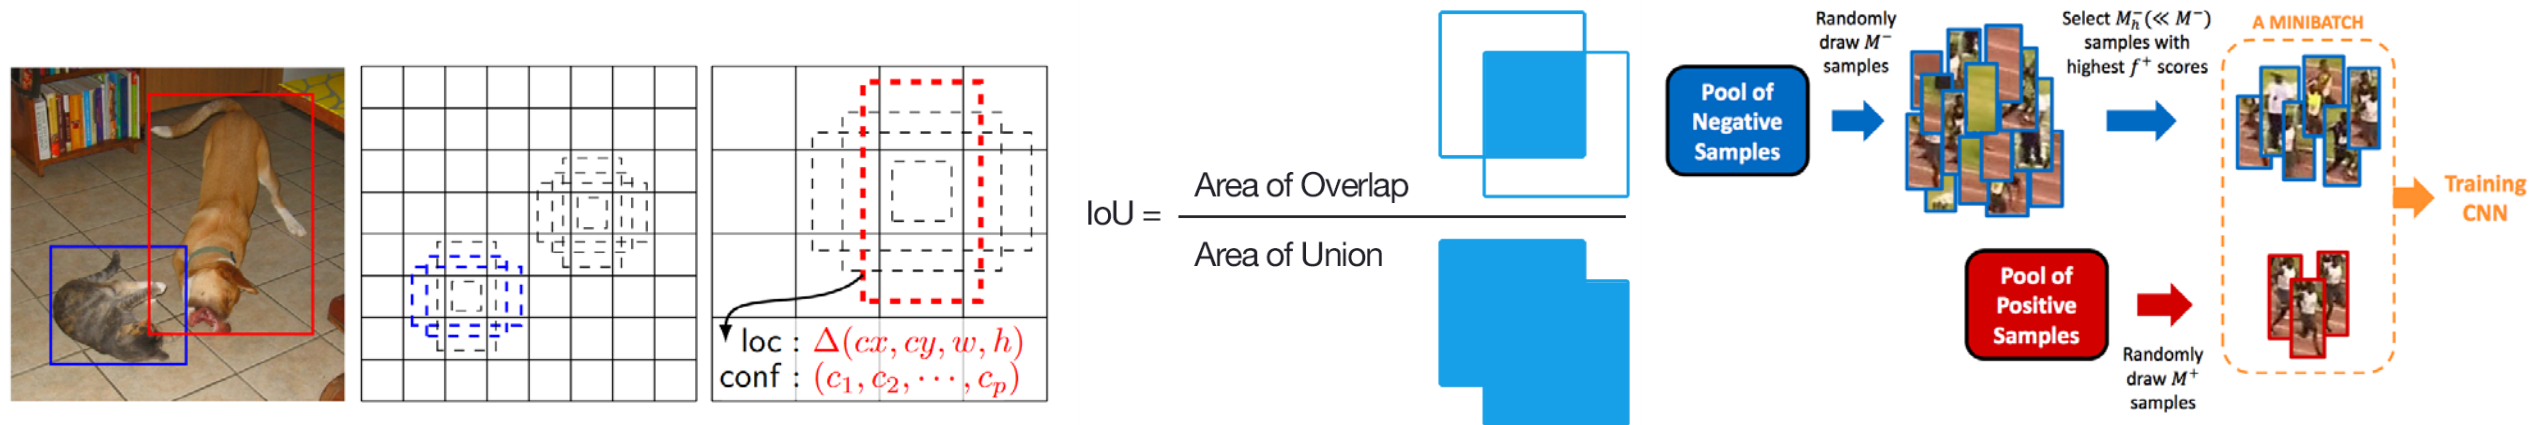 loc : Δ(cx, cy, w, h)
conf : (c₁, c₂, ⋯, cₚ)
IoU =
Area of Overlap
Area of Union
Pool of
Negative
Samples
Randomly
draw M⁻
samples
Select Mₕ⁻(≪ M⁻)
samples with
highest f⁺ scores
A MINIBATCH
Training
CNN
Pool of
Positive
Samples
Randomly
draw M⁺
samples